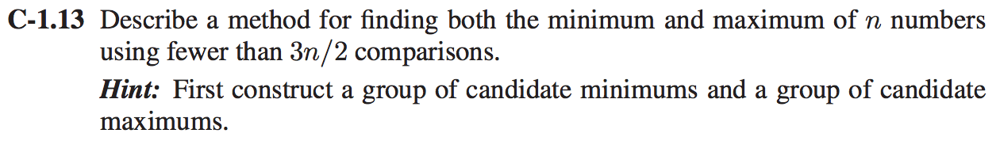 C-1.13 Describe a method for finding both the minimum and maximum of n numbers
using fewer than 3n/2 comparisons.
Hint: First construct a group of candidate minimums and a group of candidate
maximums.